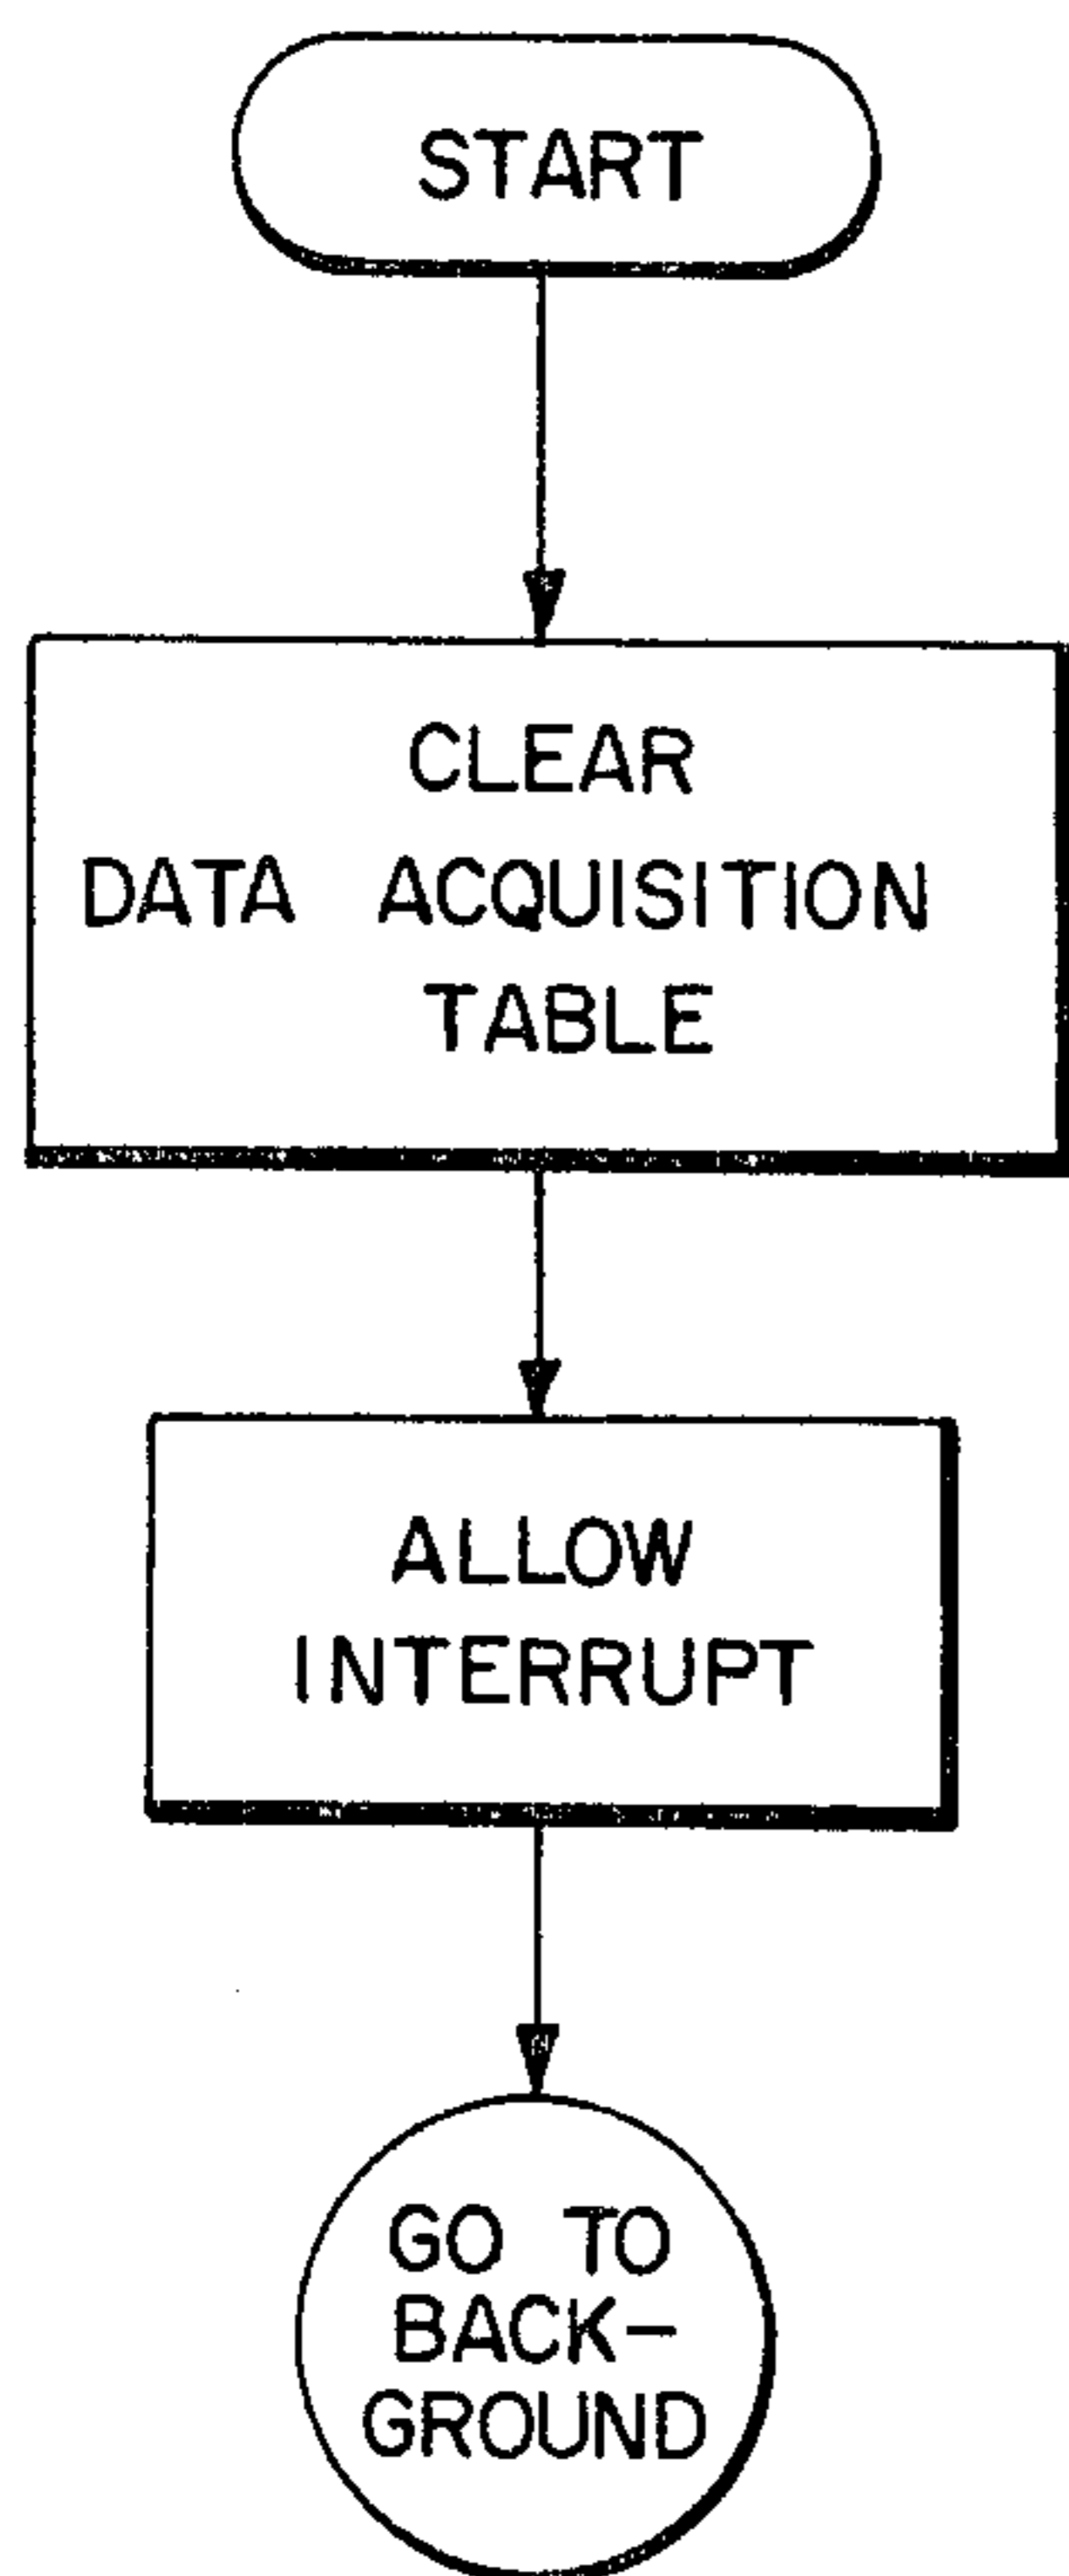 START
CLEAR
DATA ACQUISITION
TABLE
ALLOW
INTERRUPT
GO TO
BACK-
GROUND